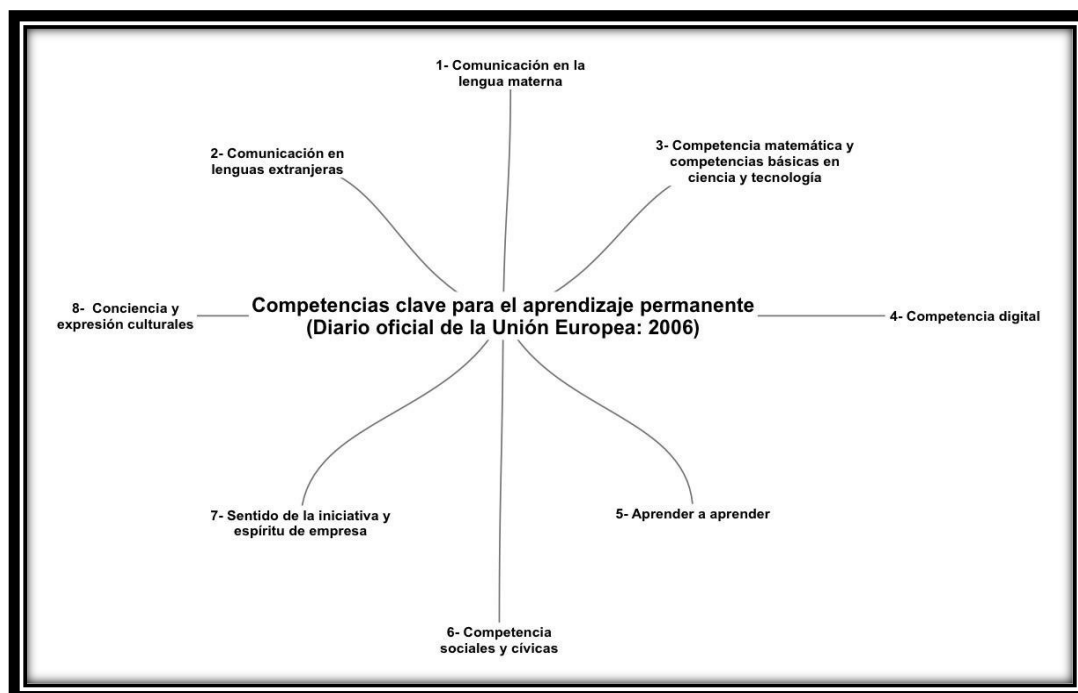 1- Comunicación en la
lengua materna
2- Comunicación en
lenguas extranjeras
3- Competencia matemática y
competencias básicas en
ciencia y tecnología
Competencias clave para el aprendizaje permanente
(Diario oficial de la Unión Europea: 2006)
8- Conciencia y
expresión culturales
4- Competencia digital
7- Sentido de la iniciativa y
espíritu de empresa
5- Aprender a aprender
6- Competencia
sociales y cívicas